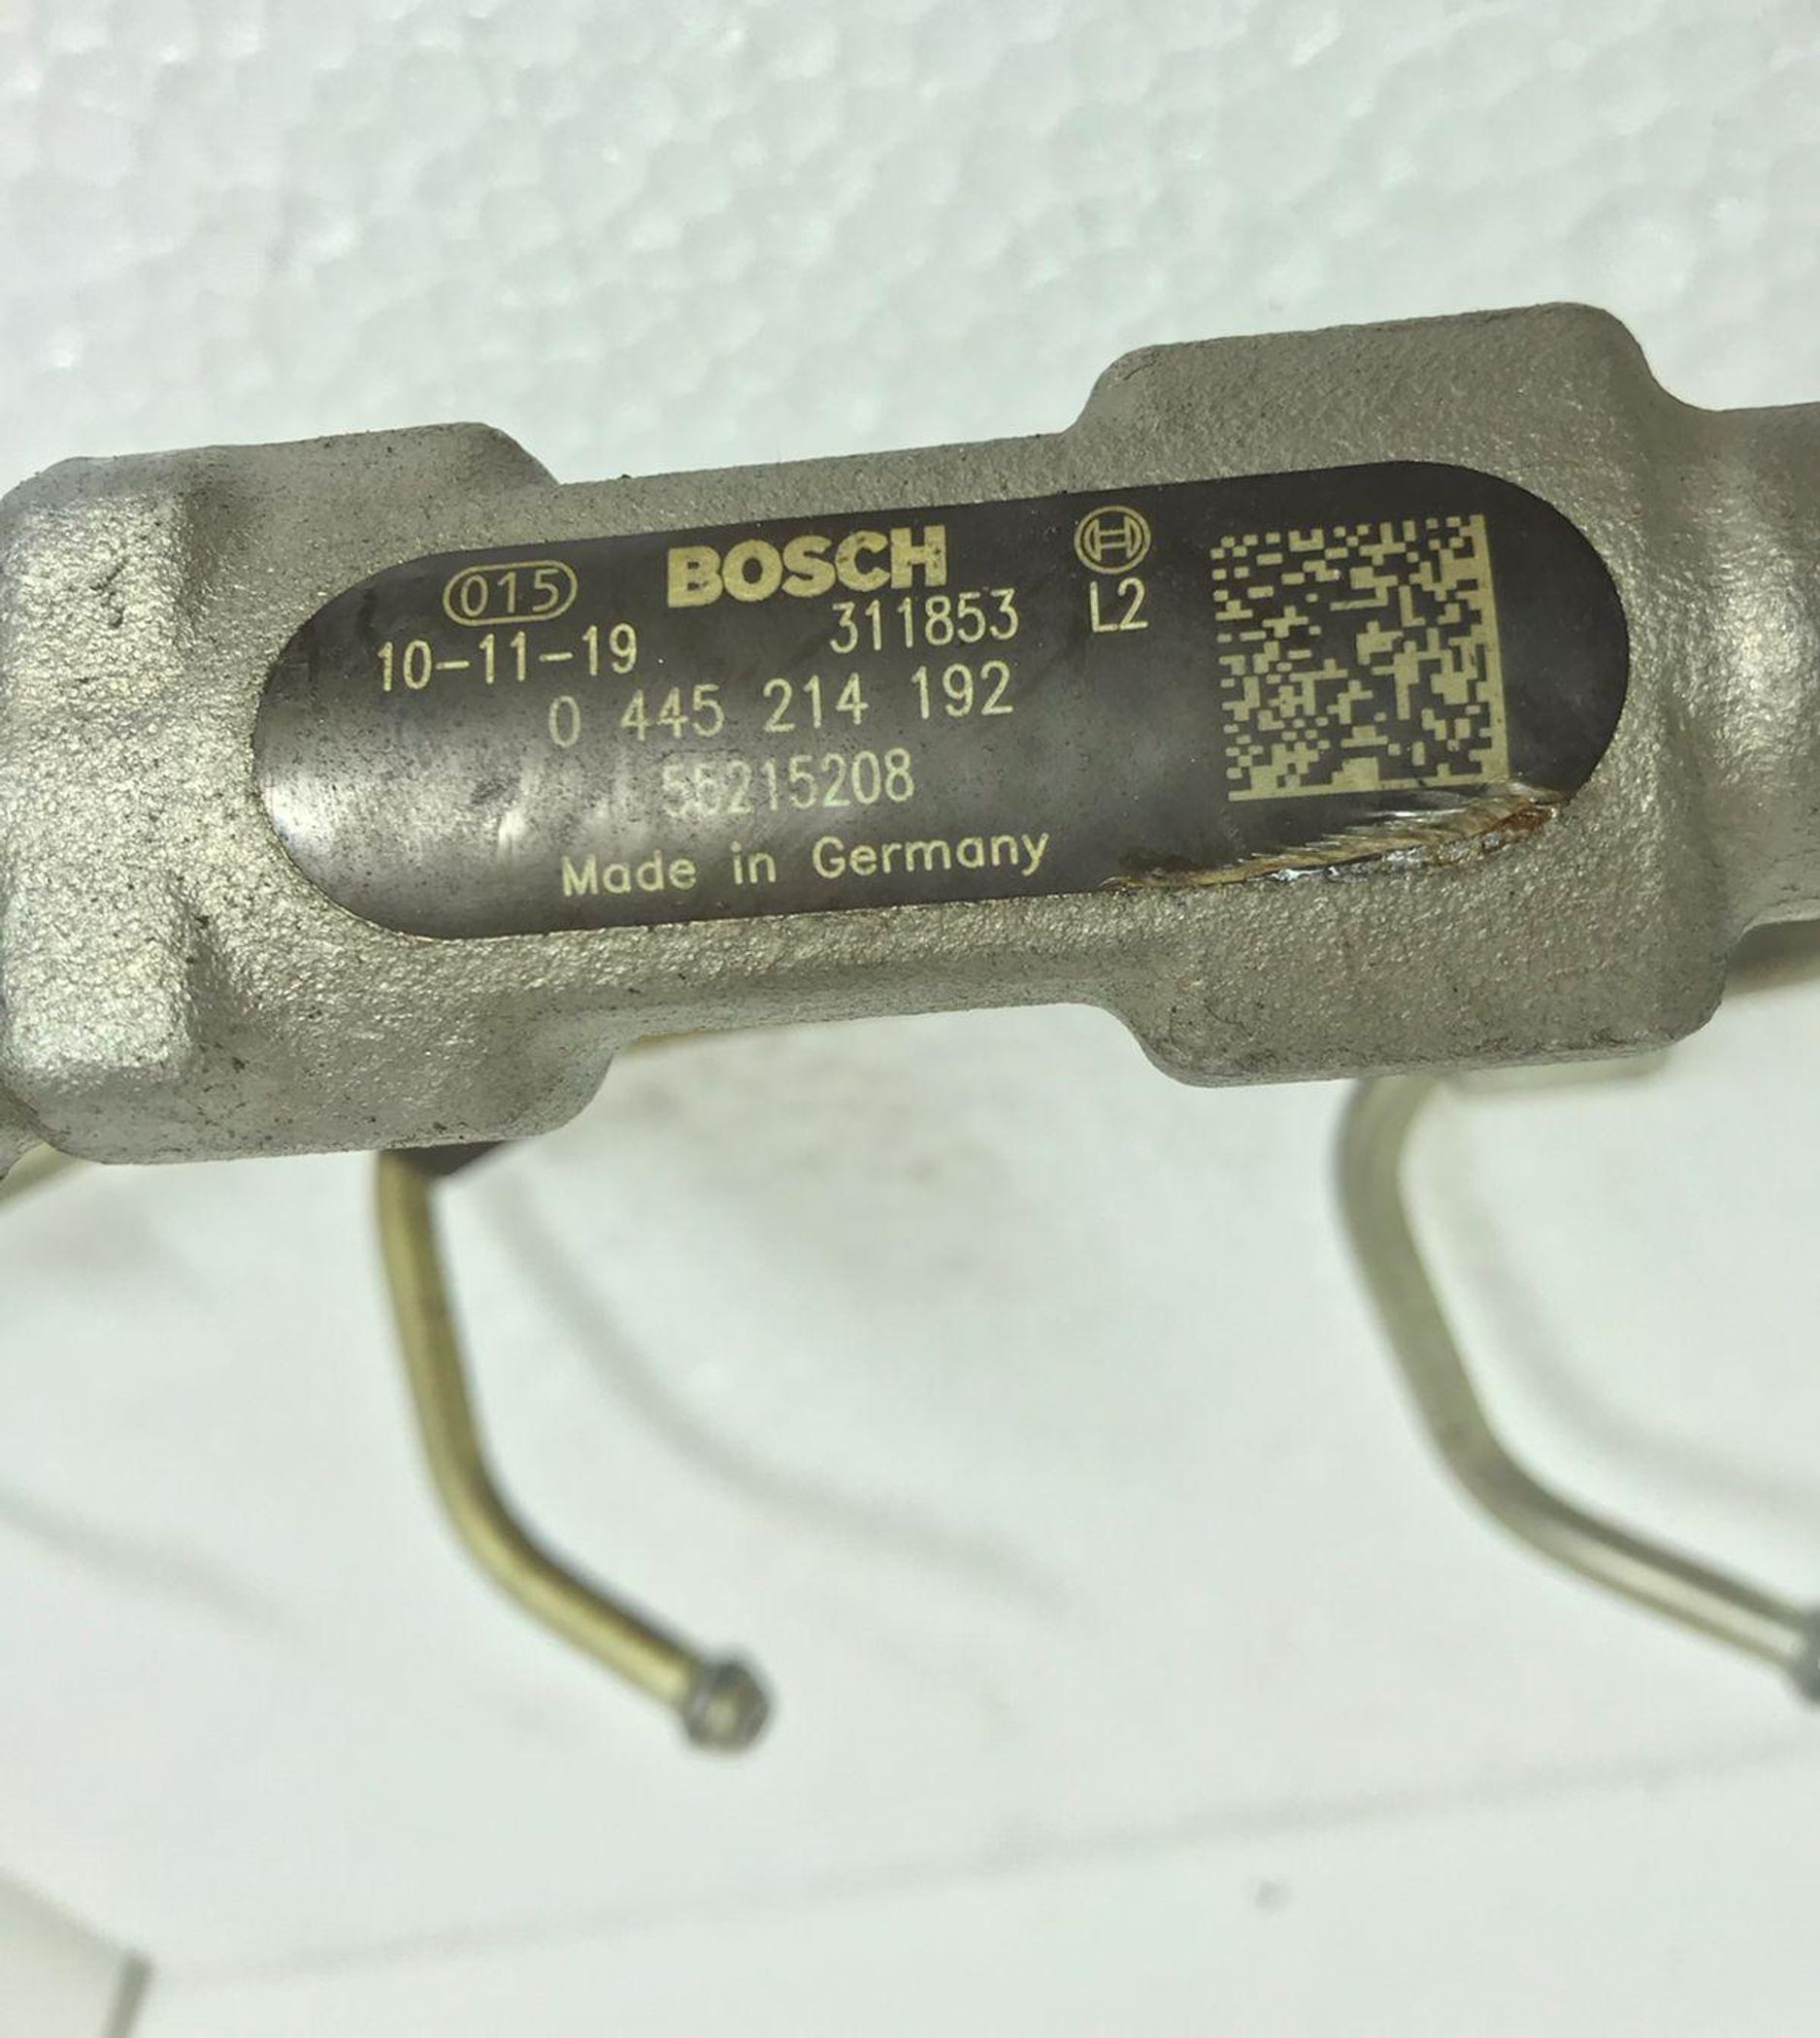 015 BOSCH
10-11-19 311853 L2
0 445 214 192
55215208
Made in Germany